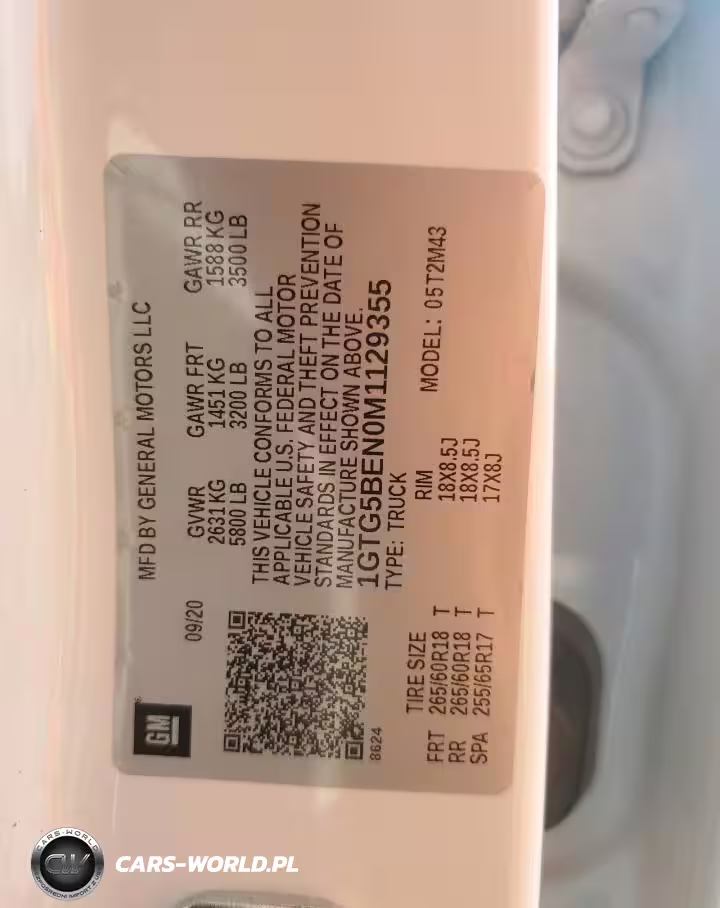 MFD BY GENERAL MOTORS LLC
GM
09/20
GVWR GAWR FRT GAWR RR
2631 KG 1451 KG 1588 KG
5800 LB 3200 LB 3500 LB
THIS VEHICLE CONFORMS TO ALL
APPLICABLE U.S. FEDERAL MOTOR
VEHICLE SAFETY AND THEFT PREVENTION
STANDARDS IN EFFECT ON THE DATE OF
MANUFACTURE SHOWN ABOVE.
1GTG5BEN0M1129355
TYPE: TRUCK
8624
TIRE SIZE RIM MODEL: 05T2M43
FRT 265/60R18 T 18X8.5J
RR 265/60R18 T 18X8.5J
SPA 255/65R17 T 17X8J
CARS-WORLD
CW
CARS-WORLD.PL